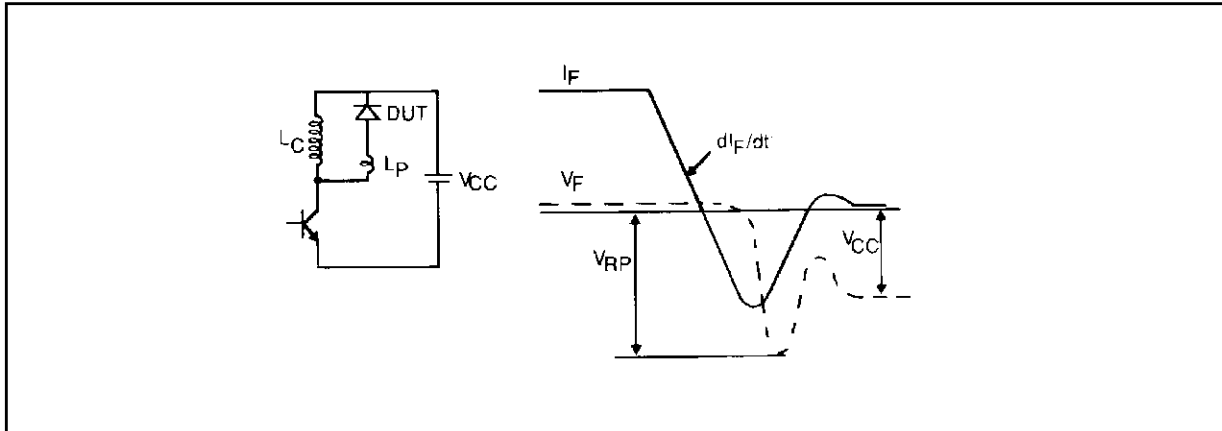 DUT
LC
LP
VCC
IF
dIF/dt
VF
VRP
VCC